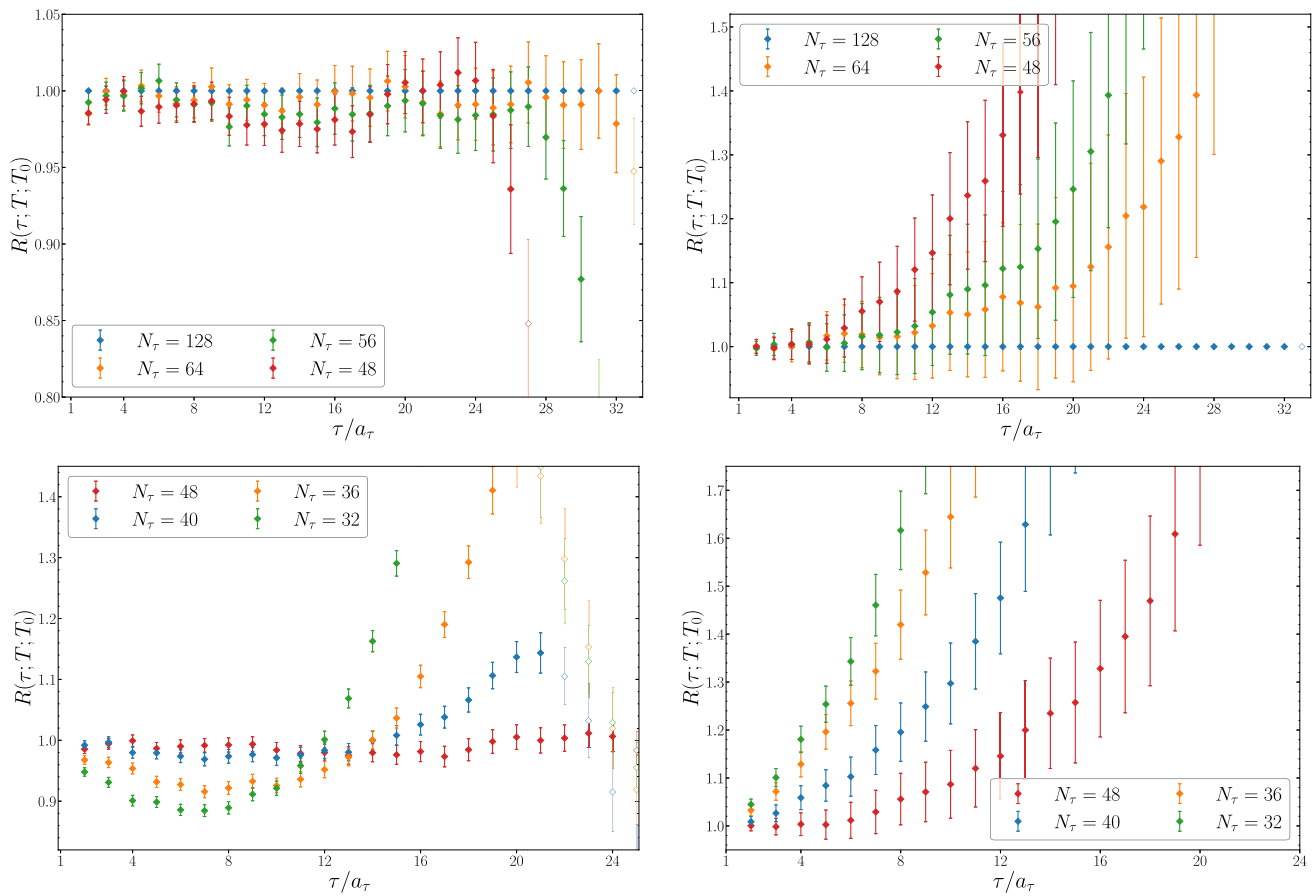 1.05
1.00
0.95
0.90
0.85
0.80
R(τ; T; T₀)
N_τ = 128
N_τ = 56
N_τ = 64
N_τ = 48
1 4 8 12 16 20 24 28 32
τ/a_τ
1.5
1.4
1.3
1.2
1.1
1.0
R(τ; T; T₀)
N_τ = 128
N_τ = 56
N_τ = 64
N_τ = 48
1 4 8 12 16 20 24 28 32
τ/a_τ
1.4
1.3
1.2
1.1
1.0
0.9
R(τ; T; T₀)
N_τ = 48
N_τ = 36
N_τ = 40
N_τ = 32
1 4 8 12 16 20 24
τ/a_τ
1.7
1.6
1.5
1.4
1.3
1.2
1.1
1.0
R(τ; T; T₀)
N_τ = 48
N_τ = 36
N_τ = 40
N_τ = 32
1 4 8 12 16 20 24
τ/a_τ